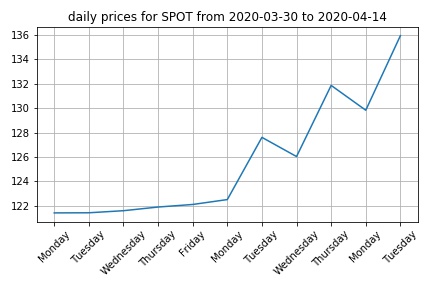 daily prices for SPOT from 2020-03-30 to 2020-04-14
136
134
132
130
128
126
124
122
Monday
Tuesday
Wednesday
Thursday
Friday
Monday
Tuesday
Wednesday
Thursday
Monday
Tuesday